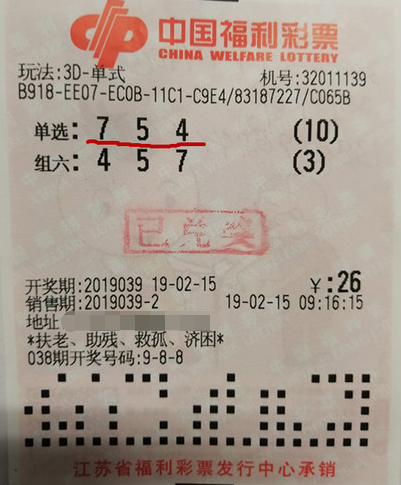 中国福利彩票
CHINA WELFARE LOTTERY
玩法:3D-单式 机号:32011139
B918-EE07-EC0B-11C1-C9E4/83187227/C065B
单选: 7 5 4 (10)
组六: 4 5 7 (3)
已兑奖
开奖期:2019039 19-02-15 ¥:26
销售期:2019039-2 19-02-15 09:16:15
地址
*扶老、助残、救孤、济困*
038期开奖号码:9-8-8
江苏省福利彩票发行中心承销